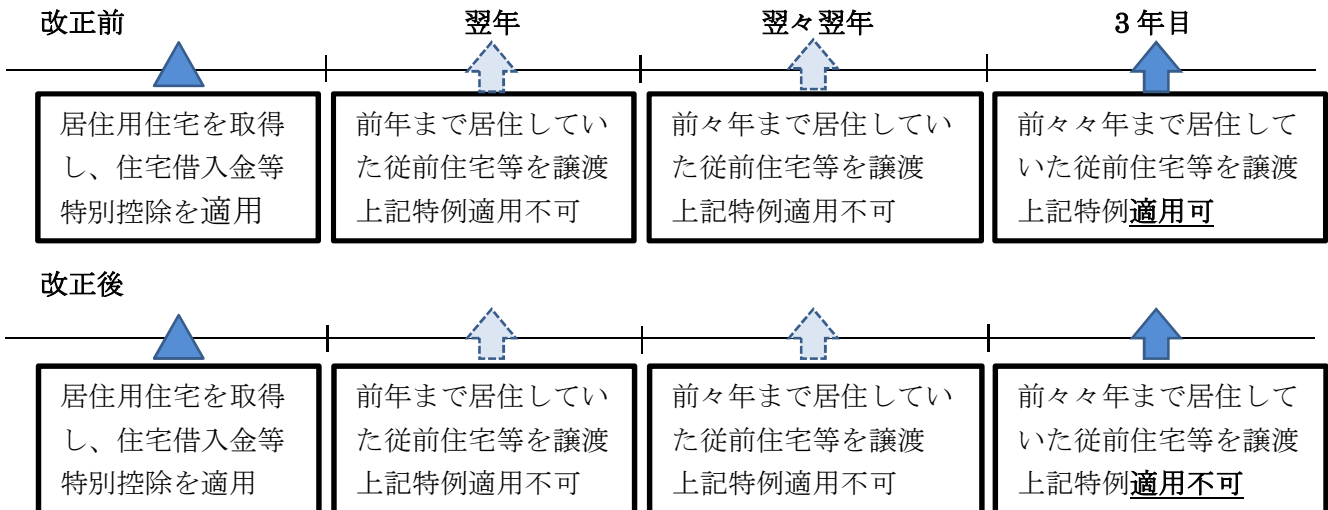 改正前 翌年 翌々翌年 3年目
居住用住宅を取得
し、住宅借入金等
特別控除を適用
前年まで居住してい
た従前住宅等を譲渡
上記特例適用不可
前々年まで居住してい
た従前住宅等を譲渡
上記特例適用不可
前々々年まで居住して
いた従前住宅等を譲渡
上記特例適用可
改正後
居住用住宅を取得
し、住宅借入金等
特別控除を適用
前年まで居住してい
た従前住宅等を譲渡
上記特例適用不可
前々年まで居住してい
た従前住宅等を譲渡
上記特例適用不可
前々々年まで居住して
いた従前住宅等を譲渡
上記特例適用不可